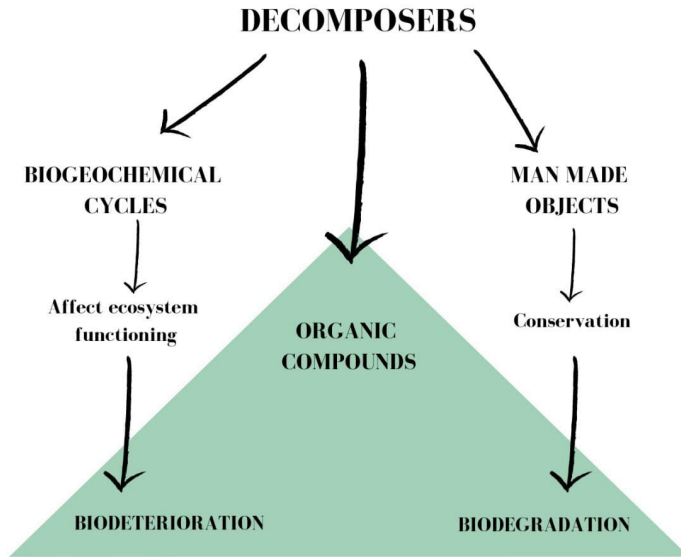 DECOMPOSERS
BIOGEOCHEMICAL
CYCLES
MAN MADE
OBJECTS
Affect ecosystem
functioning
ORGANIC
COMPOUNDS
Conservation
BIODETERIORATION
BIODEGRADATION